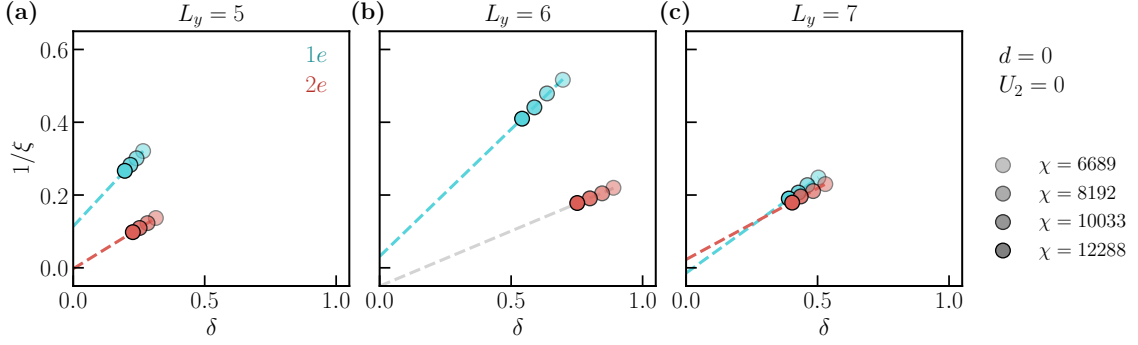 (a) L_y = 5
(b) L_y = 6
(c) L_y = 7
1/ξ
0.6
0.4
0.2
0.0
1e
2e
0.0 0.5 1.0
δ
0.0 0.5 1.0
δ
0.0 0.5 1.0
δ
d = 0
U_2 = 0
χ = 6689
χ = 8192
χ = 10033
χ = 12288